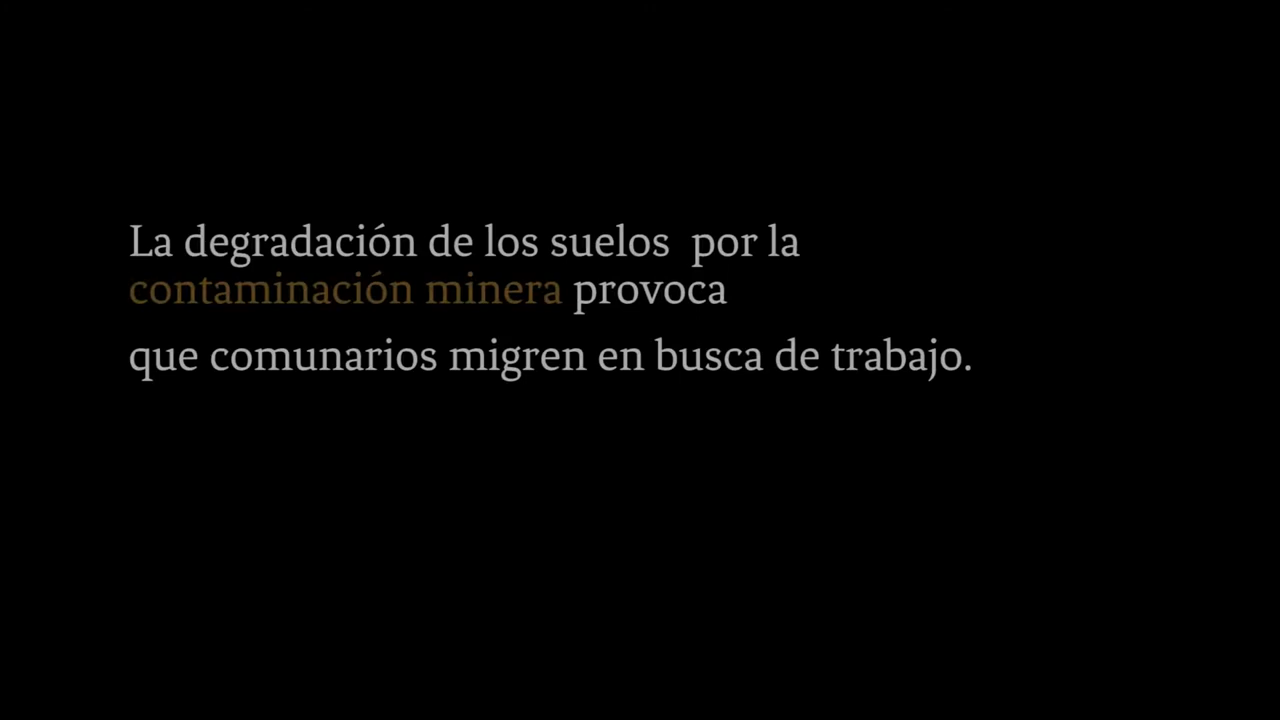 La degradación de los suelos  por la
contaminación minera provoca
que comunarios migren en busca de trabajo.